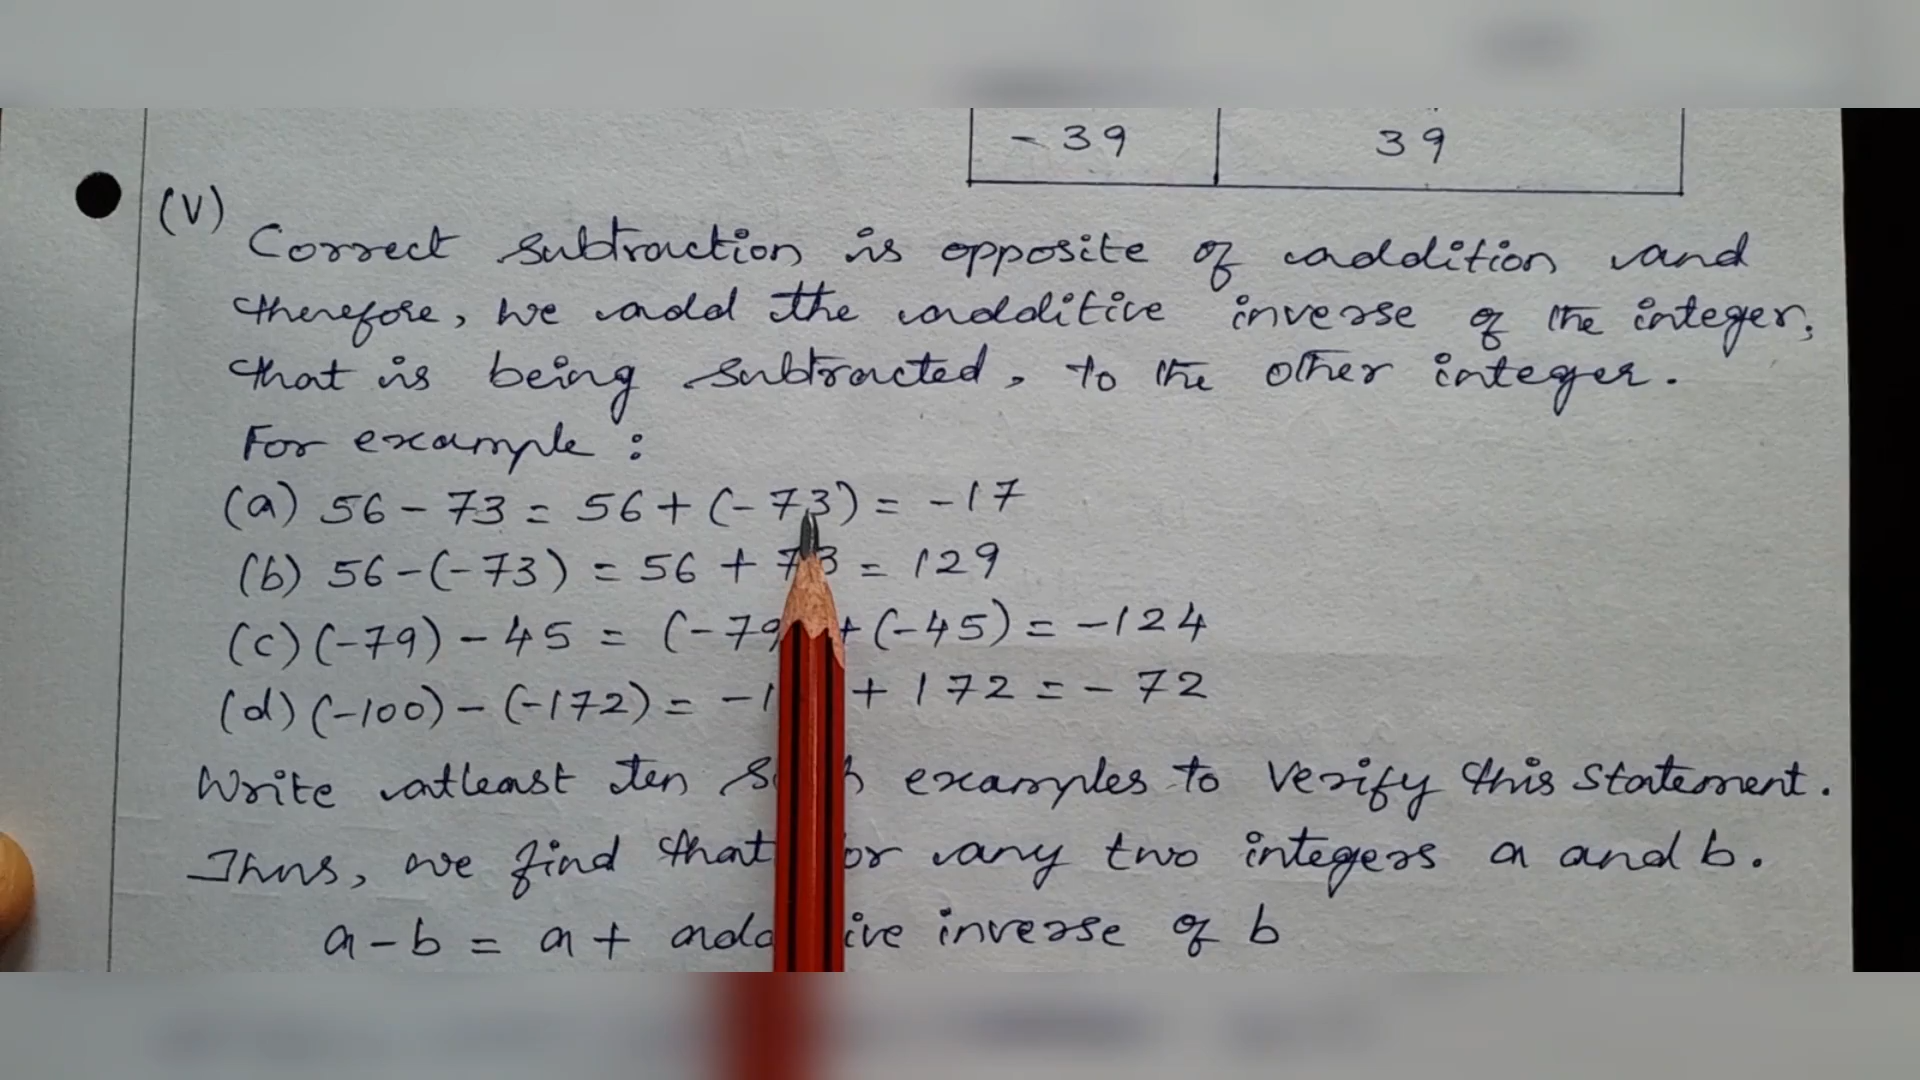 -39 39
(V)
Correct subtraction is opposite of addition and
therefore, we add the additive inverse of the integer,
that is being subtracted, to the other integer.
For example :
(a) 56 - 73 = 56 + (-73) = -17
(b) 56 - (-73) = 56 + 73 = 129
(c) (-79) - 45 = (-79 + (-45) = -124
(d) (-100) - (-172) = -1 + 172 = - 72
Write atleast ten examples to verify this statement.
Thus, we find that any two integers a and b.
a - b = a + inverse of b